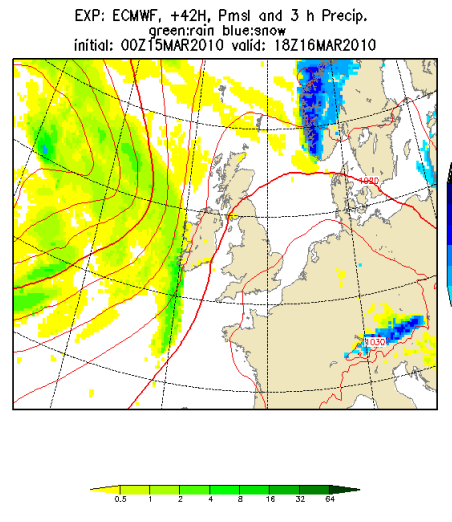 EXP: ECMWF, +42H, Pmsl and 3 h Precip.
green:rain blue:snow
initial: 00Z15MAR2010 valid: 18Z16MAR2010
1020
1030
0.5 1 2 4 8 16 32 64